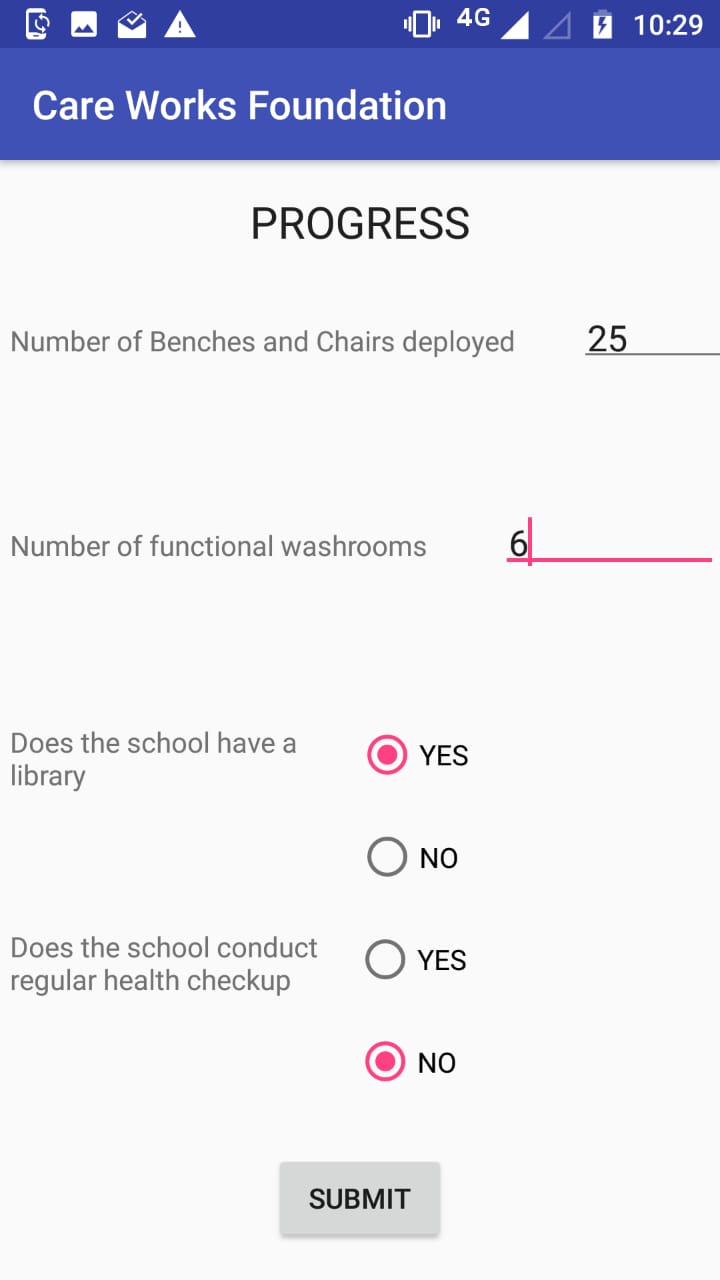 4G 10:29
Care Works Foundation
PROGRESS
Number of Benches and Chairs deployed 25
Number of functional washrooms 6
Does the school have a
library
YES
NO
Does the school conduct
regular health checkup
YES
NO
SUBMIT